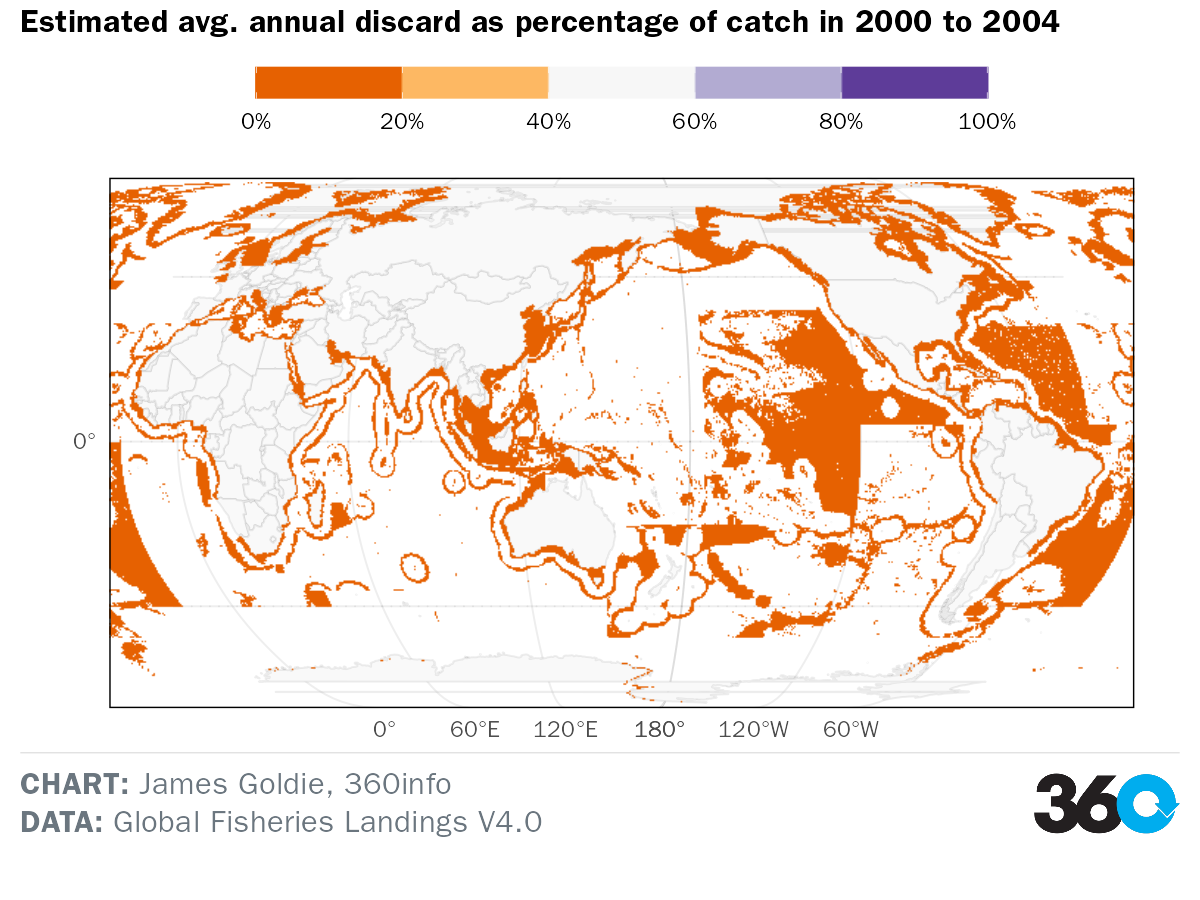 Estimated avg. annual discard as percentage of catch in 2000 to 2004
0% 20% 40% 60% 80% 100%
0°
0° 60°E 120°E 180° 120°W 60°W
CHART: James Goldie, 360info
DATA: Global Fisheries Landings V4.0
360